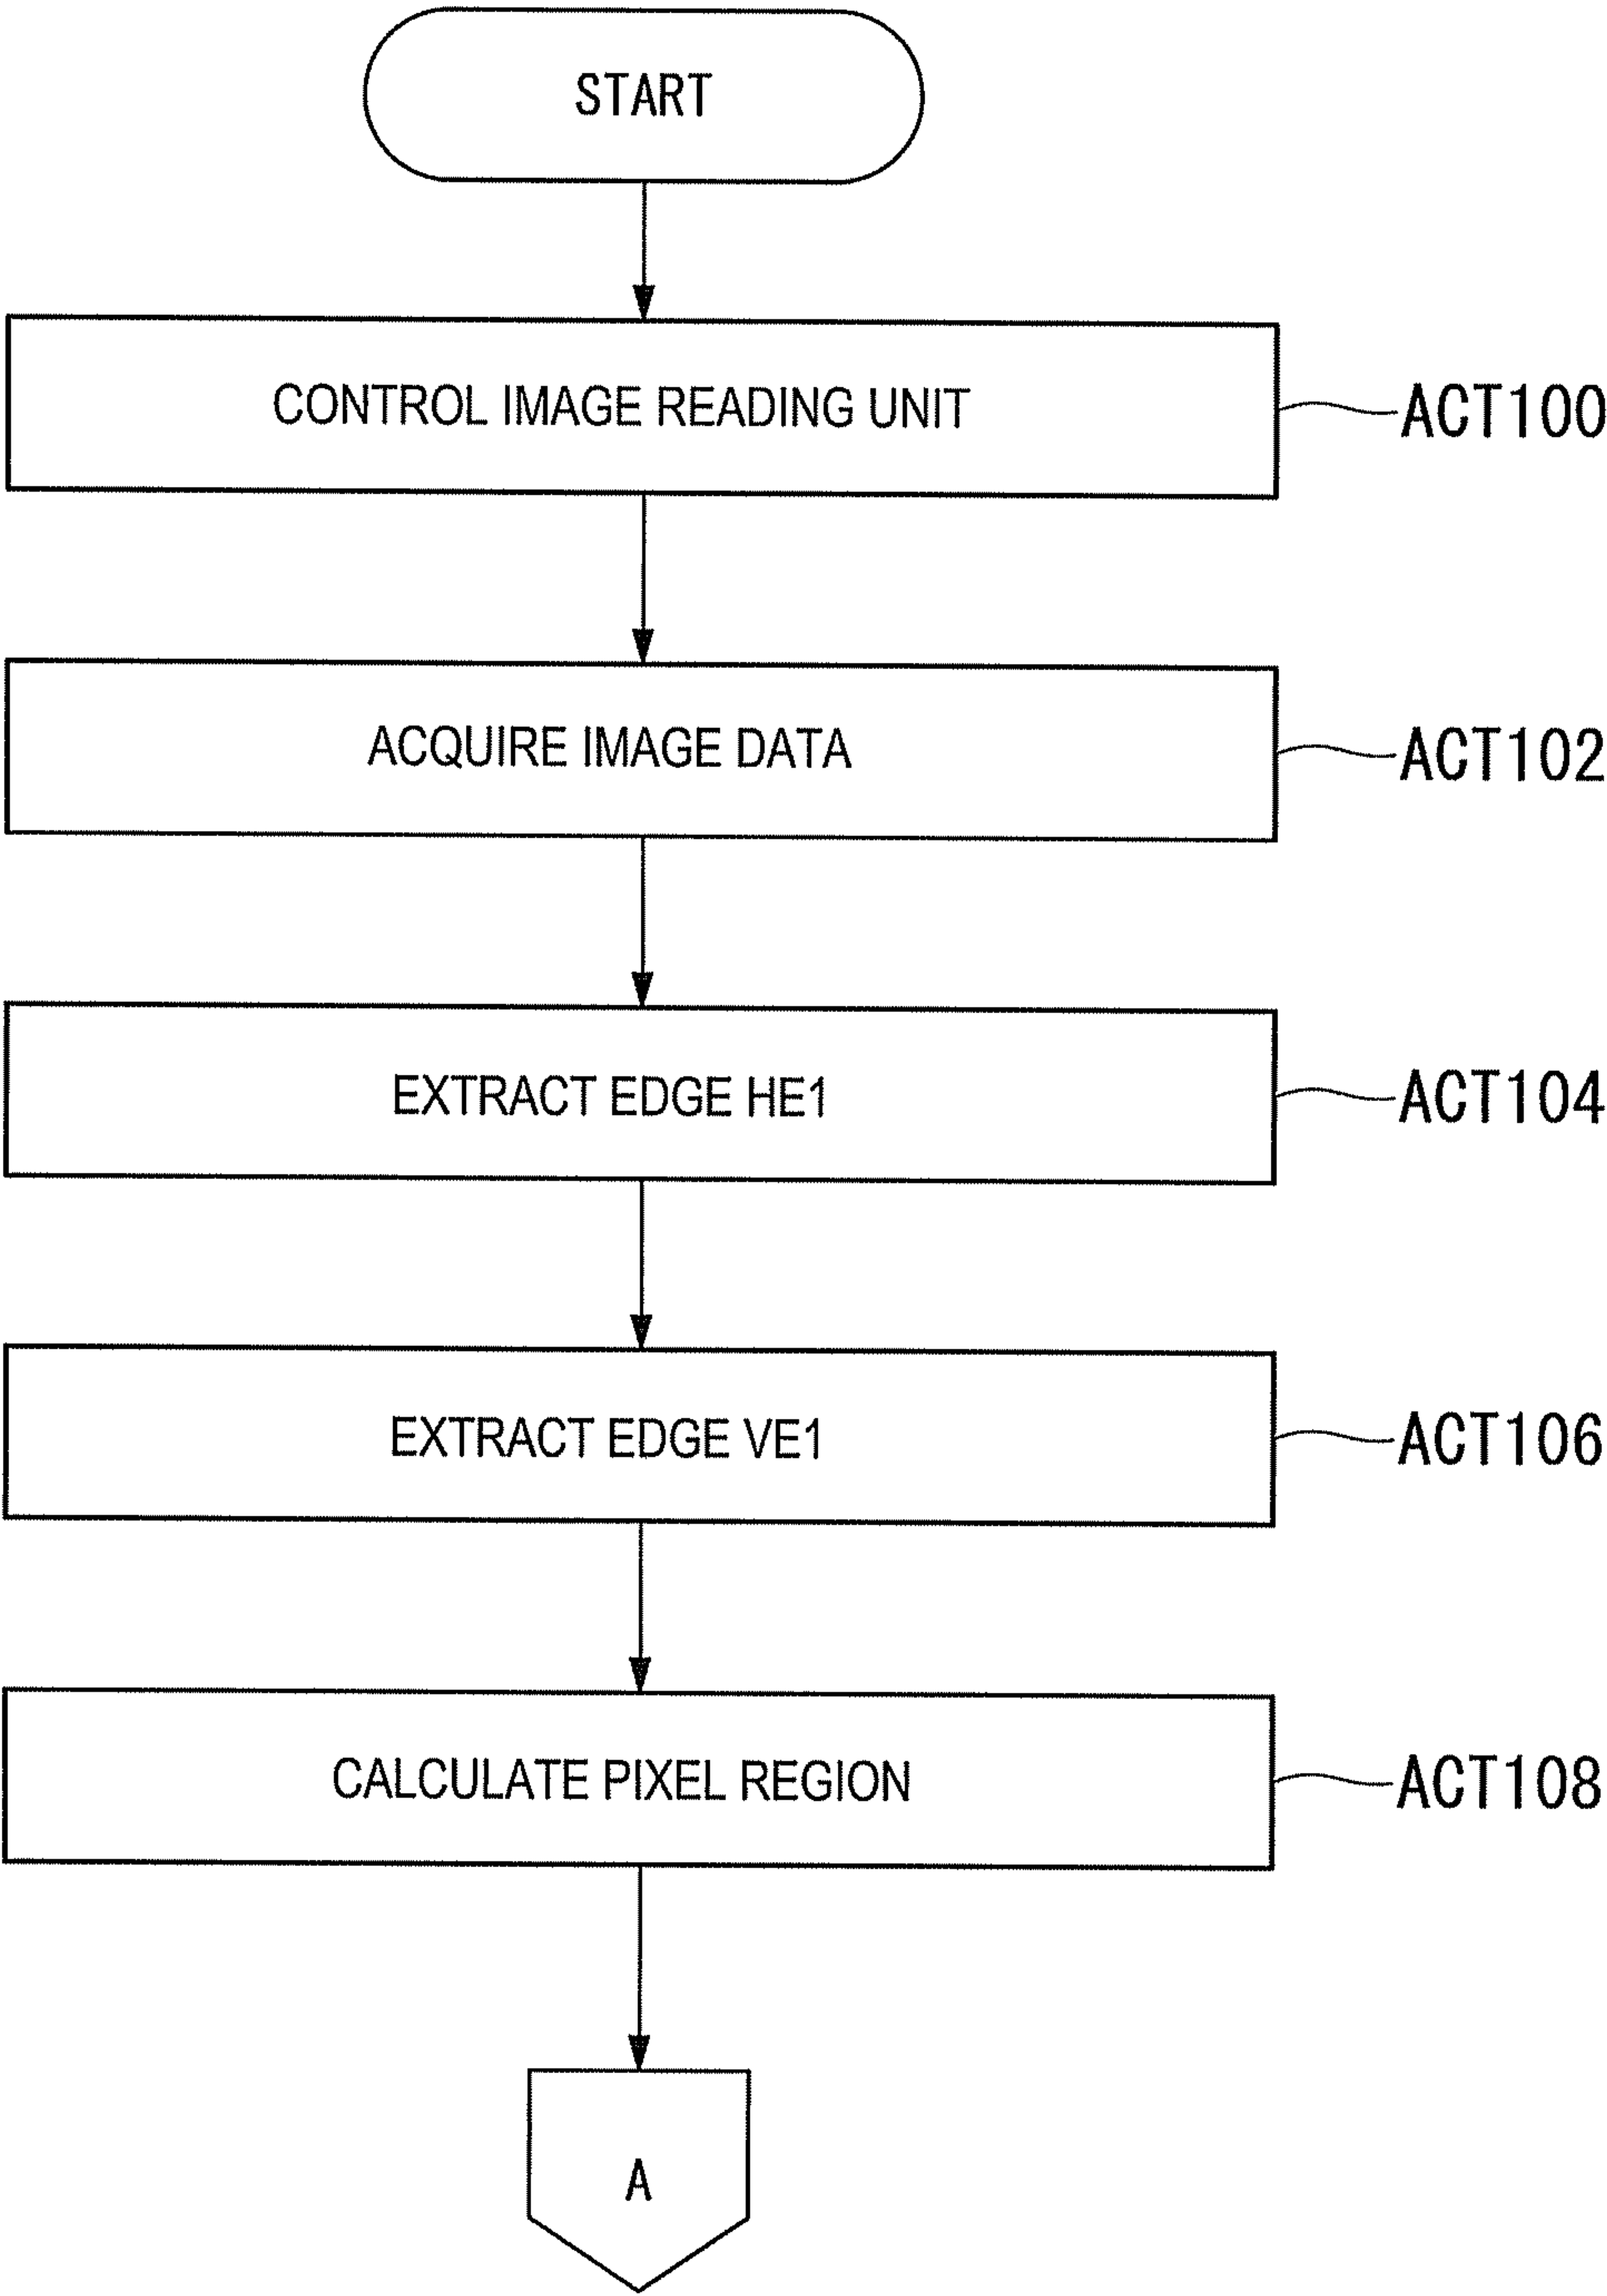 START
CONTROL IMAGE READING UNIT
ACT100
ACQUIRE IMAGE DATA
ACT102
EXTRACT EDGE HE1
ACT104
EXTRACT EDGE VE1
ACT106
CALCULATE PIXEL REGION
ACT108
A